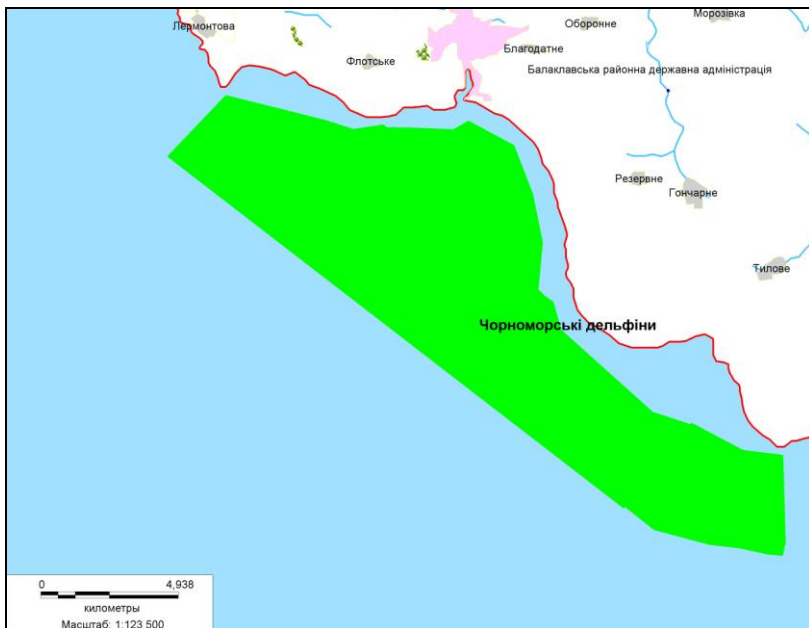 Лермонтова
Оборонне
Морозівка
Флотське
Благодатне
Балаклавська районна державна адміністрація
Резервне
Гончарне
Тилове
Чорноморські дельфіни
0 4,938
километры
Масштаб: 1:123 500